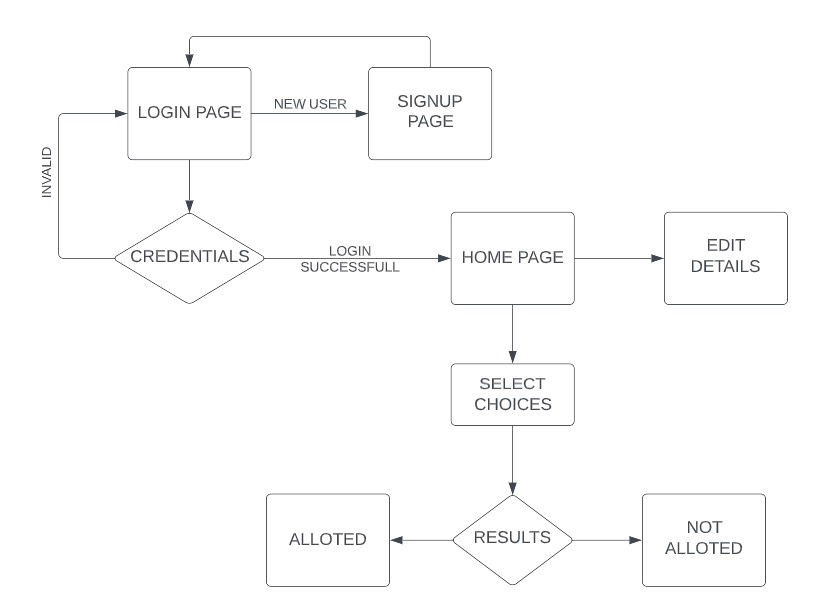 LOGIN PAGE
NEW USER
SIGNUP
PAGE
INVALID
CREDENTIALS
LOGIN
SUCCESSFULL
HOME PAGE
EDIT
DETAILS
SELECT
CHOICES
ALLOTED
RESULTS
NOT
ALLOTED